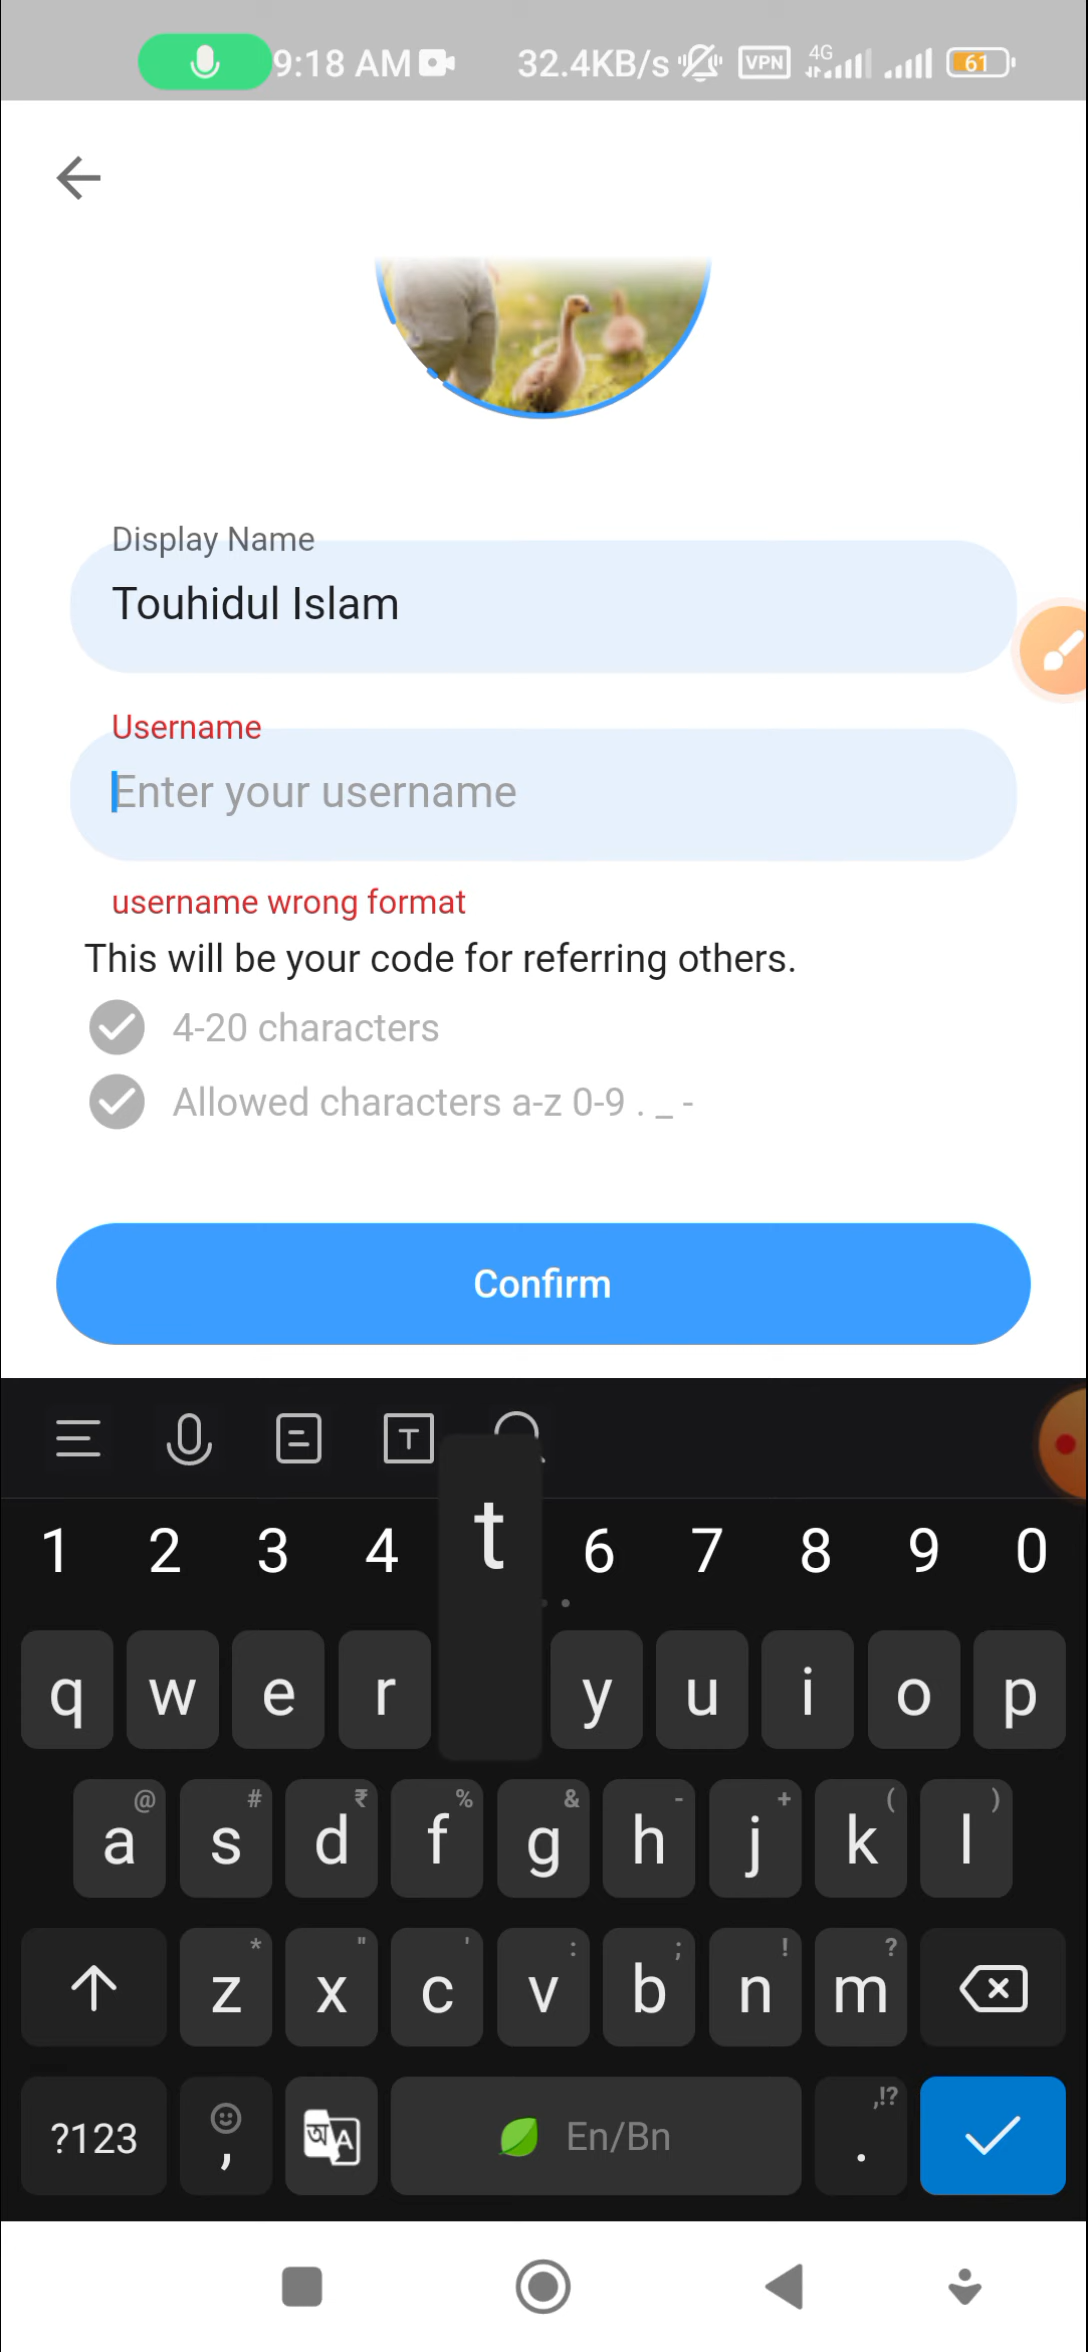 9:18 AM 32.4KB/s VPN 4G 61
Display Name
Touhidul Islam
Username
Enter your username
username wrong format
This will be your code for referring others.
4-20 characters
Allowed characters a-z 0-9 . _ -
Confirm
T
1 2 3 4 t 6 7 8 9 0
q w e r y u i o p
@ # ₹ % & - + ( )
a s d f g h j k l
* " ' : ; ! ?
z x c v b n m
?123 , অ A En/Bn ,!? .